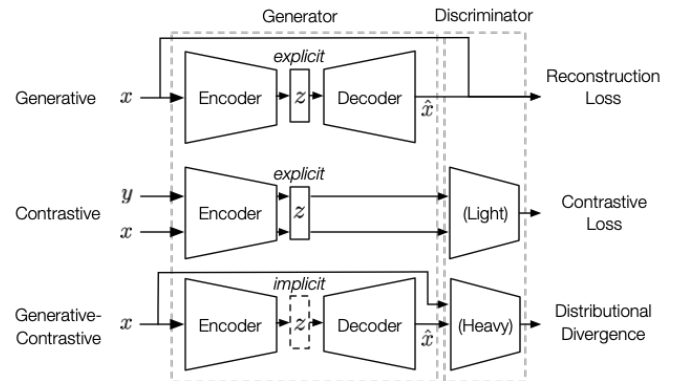 Generator
Discriminator
explicit
Generative
x
Encoder
z
Decoder
x̂
Reconstruction
Loss
explicit
y
Contrastive
x
Encoder
z
(Light)
Contrastive
Loss
implicit
Generative-
Contrastive
x
Encoder
z
Decoder
x̂
(Heavy)
Distributional
Divergence